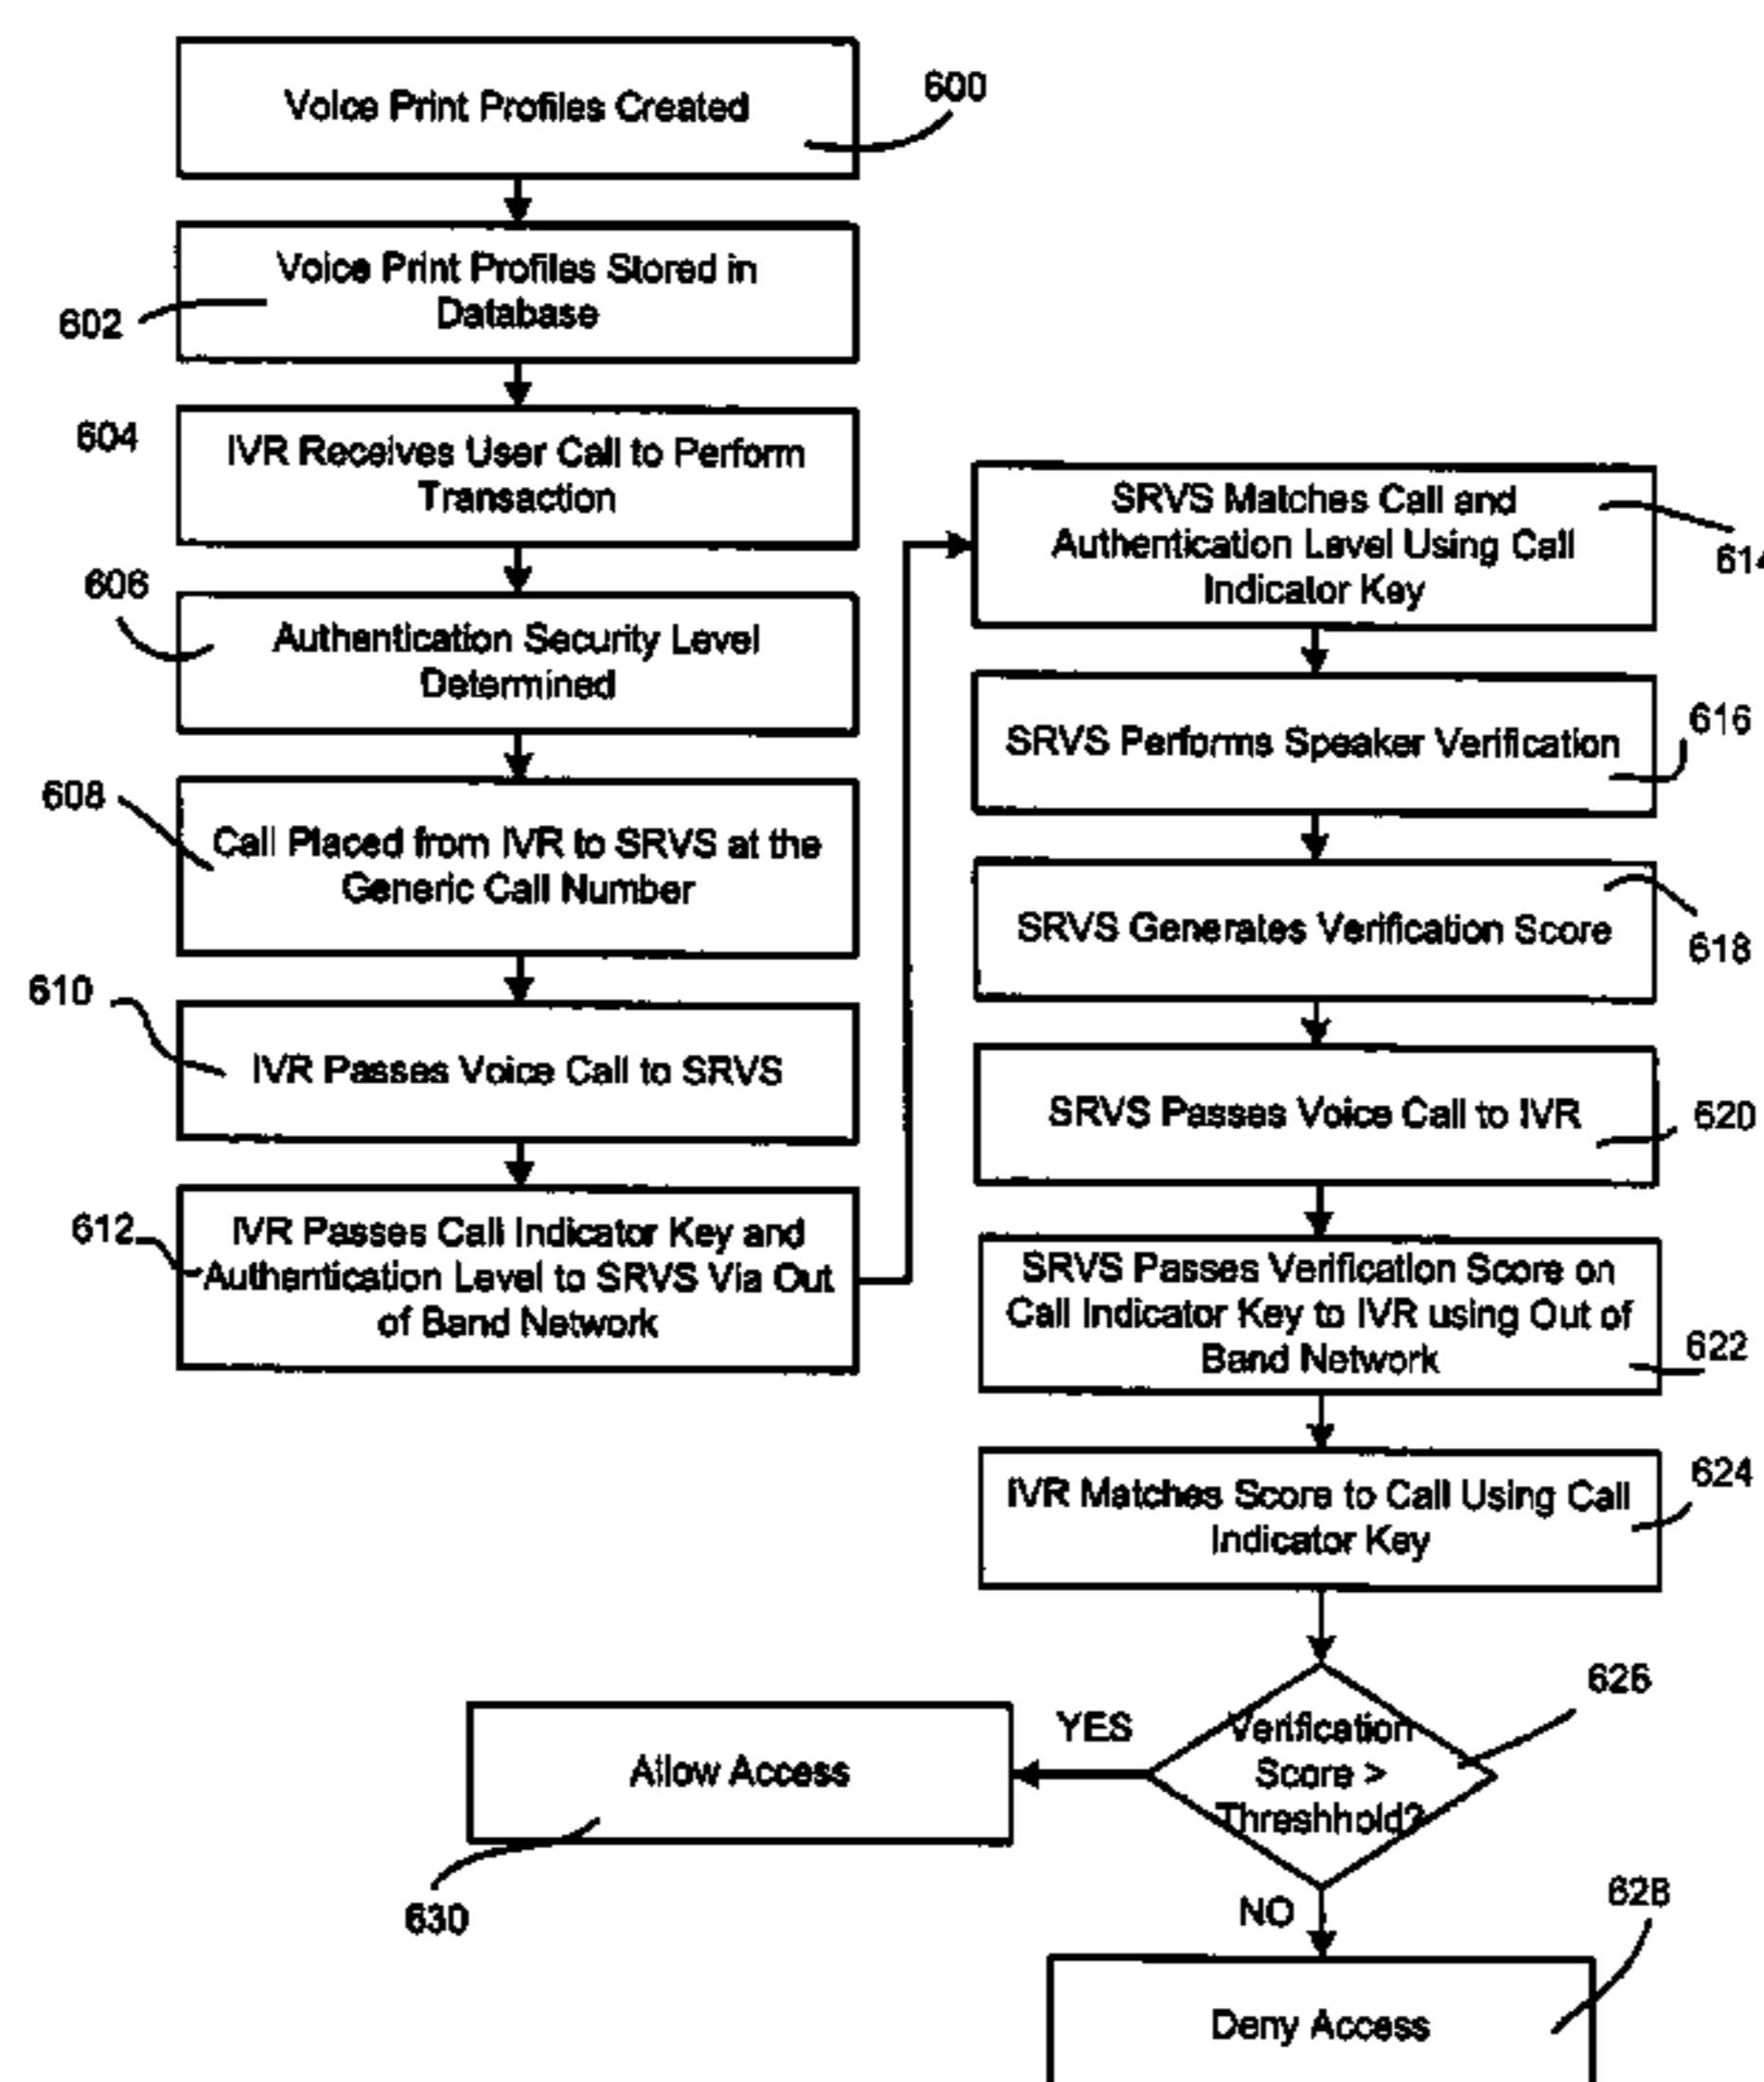 Voice Print Profiles Created
600
Voice Print Profiles Stored in
Database
602
604
IVR Receives User Call to Perform
Transaction
606
Authentication Security Level
Determined
608
Call Placed from IVR to SRVS at the
Generic Call Number
610
IVR Passes Voice Call to SRVS
612
IVR Passes Call Indicator Key and
Authentication Level to SRVS Via Out
of Band Network
SRVS Matches Call and
Authentication Level Using Call
Indicator Key
614
SRVS Performs Speaker Verification
616
SRVS Generates Verification Score
618
SRVS Passes Voice Call to IVR
620
SRVS Passes Verification Score on
Call Indicator Key to IVR using Out of
Band Network
622
IVR Matches Score to Call Using Call
Indicator Key
624
Verification
Score >
Threshhold?
626
YES
Allow Access
630
NO
Deny Access
628